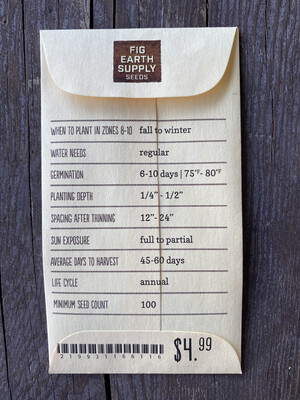 FIG
EARTH
SUPPLY
SEEDS
WHEN TO PLANT IN ZONES 8-10 fall to winter
WATER NEEDS regular
GERMINATION 6-10 days | 75°F- 80°F
PLANTING DEPTH 1/4" - 1/2"
SPACING AFTER THINNING 12"- 24"
SUN EXPOSURE full to partial
AVERAGE DAYS TO HARVEST 45-60 days
LIFE CYCLE annual
MINIMUM SEED COUNT 100
$4.99